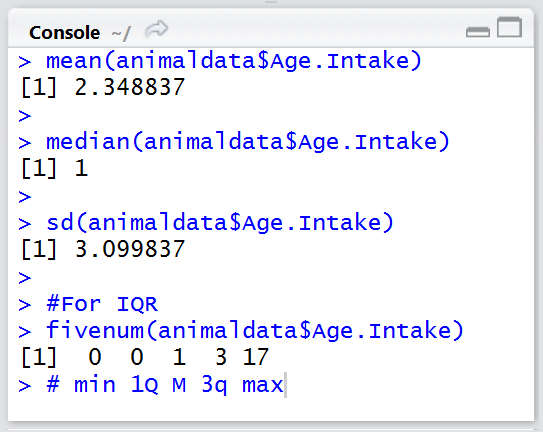 Console ~/
> mean(animaldata$Age.Intake)
[1] 2.348837
>
> median(animaldata$Age.Intake)
[1] 1
>
> sd(animaldata$Age.Intake)
[1] 3.099837
>
> #For IQR
> fivenum(animaldata$Age.Intake)
[1]  0  0  1  3 17
> # min 1Q M 3q max